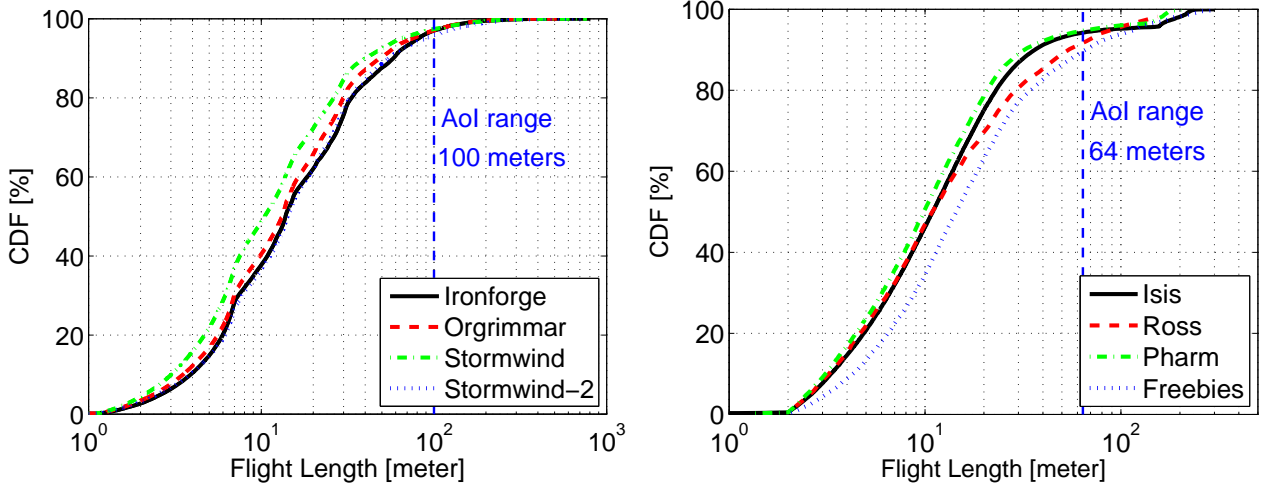 100
80
60
40
20
0
CDF [%]
AoI range
100 meters
Ironforge
Orgrimmar
Stormwind
Stormwind-2
10^0
10^1
10^2
10^3
Flight Length [meter]
100
80
60
40
20
0
CDF [%]
AoI range
64 meters
Isis
Ross
Pharm
Freebies
10^0
10^1
10^2
Flight Length [meter]